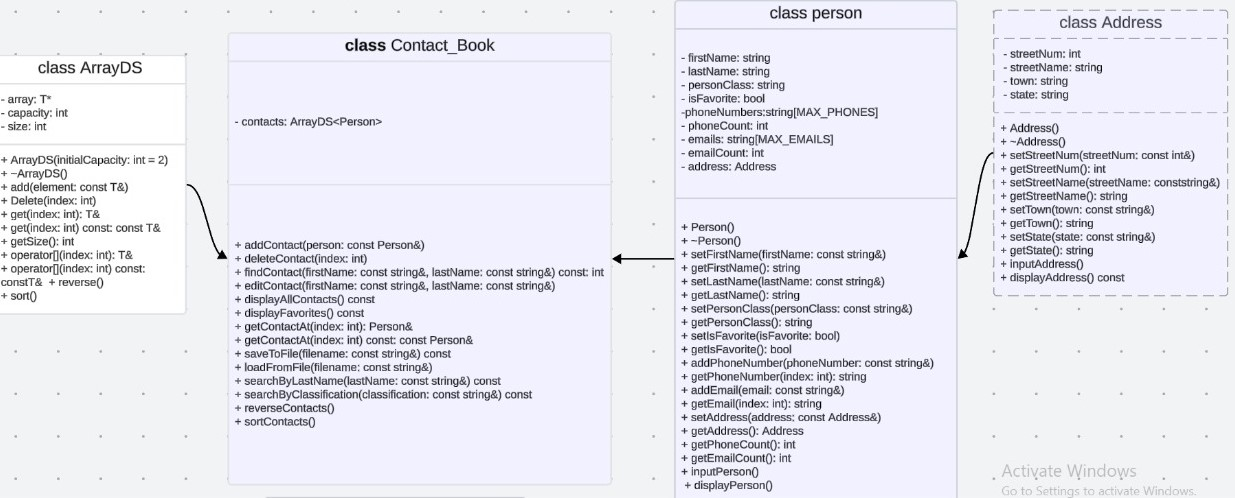 class ArrayDS
- array: T*
- capacity: int
- size: int
+ ArrayDS(initialCapacity: int = 2)
+ ~ArrayDS()
+ add(element: const T&)
+ Delete(index: int)
+ get(index: int): T&
+ get(index: int) const: const T&
+ getSize(): int
+ operator[](index: int): T&
+ operator[](index: int) const:
constT& + reverse()
+ sort()
class Contact_Book
- contacts: ArrayDS<Person>
+ addContact(person: const Person&)
+ deleteContact(index: int)
+ findContact(firstName: const string&, lastName: const string&) const: int
+ editContact(firstName: const string&, lastName: const string&)
+ displayAllContacts() const
+ displayFavorites() const
+ getContactAt(index: int): Person&
+ getContactAt(index: int) const: const Person&
+ saveToFile(filename: const string&) const
+ loadFromFile(filename: const string&)
+ searchByLastName(lastName: const string&) const
+ searchByClassification(classification: const string&) const
+ reverseContacts()
+ sortContacts()
class person
- firstName: string
- lastName: string
- personClass: string
- isFavorite: bool
-phoneNumbers:string[MAX_PHONES]
- phoneCount: int
- emails: string[MAX_EMAILS]
- emailCount: int
- address: Address
+ Person()
+ ~Person()
+ setFirstName(firstName: const string&)
+ getFirstName(): string
+ setLastName(lastName: const string&)
+ getLastName(): string
+ setPersonClass(personClass: const string&)
+ getPersonClass(): string
+ setIsFavorite(isFavorite: bool)
+ getIsFavorite(): bool
+ addPhoneNumber(phoneNumber: const string&)
+ getPhoneNumber(index: int): string
+ addEmail(email: const string&)
+ getEmail(index: int): string
+ setAddress(address: const Address&)
+ getAddress(): Address
+ getPhoneCount(): int
+ getEmailCount(): int
+ inputPerson()
+ displayPerson()
class Address
- streetNum: int
- streetName: string
- town: string
- state: string
+ Address()
+ ~Address()
+ setStreetNum(streetNum: const int&)
+ getStreetNum(): int
+ setStreetName(streetName: conststring&)
+ getStreetName(): string
+ setTown(town: const string&)
+ getTown(): string
+ setState(state: const string&)
+ getState(): string
+ inputAddress()
+ displayAddress() const
Activate Windows
Go to Settings to activate Windows.